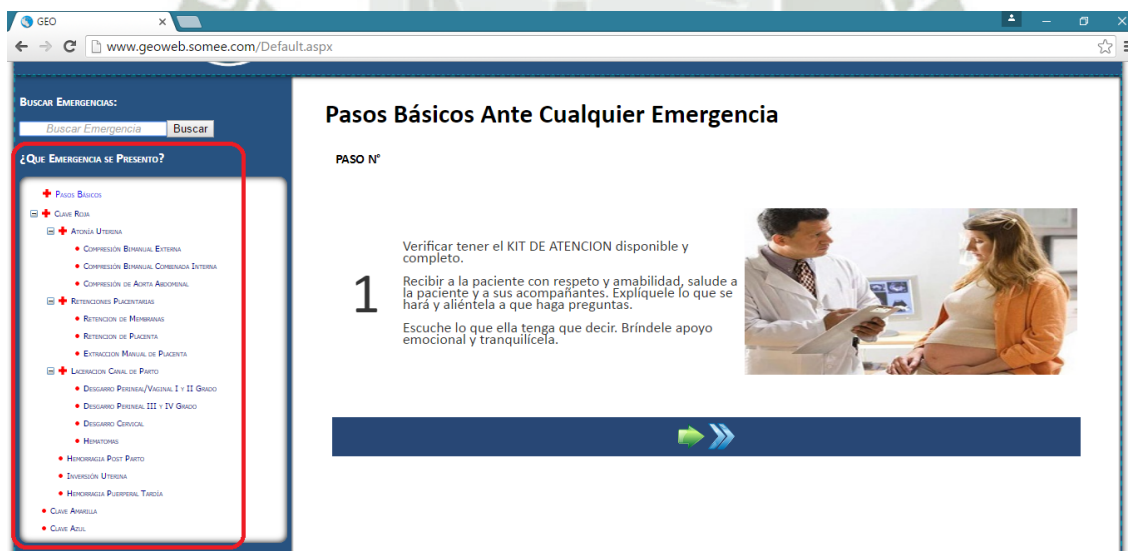 GEO
www.geoweb.somee.com/Default.aspx
Buscar Emergencias:
Buscar Emergencia Buscar
¿Que Emergencia se Presento?
Pasos Básicos
Clave Roja
Atonía Uterina
Compresión Bimanual Externa
Compresión Bimanual Combinada Interna
Compresión de Aorta Abdominal
Retenciones Placentarias
Retencion de Membranas
Retencion de Placenta
Extraccion Manual de Placenta
Laceracion Canal de Parto
Desgarro Perineal/Vaginal I y II Grado
Desgarro Perineal III y IV Grado
Desgarro Cervical
Hematomas
Hemorragia Post Parto
Inversión Uterina
Hemorragia Puerperal Tardía
Clave Amarilla
Clave Azul
Pasos Básicos Ante Cualquier Emergencia
PASO N°
1
Verificar tener el KIT DE ATENCION disponible y
completo.
Recibir a la paciente con respeto y amabilidad, salude a
la paciente y a sus acompañantes. Explíquele lo que se
hará y aliéntela a que haga preguntas.
Escuche lo que ella tenga que decir. Bríndele apoyo
emocional y tranquilícela.